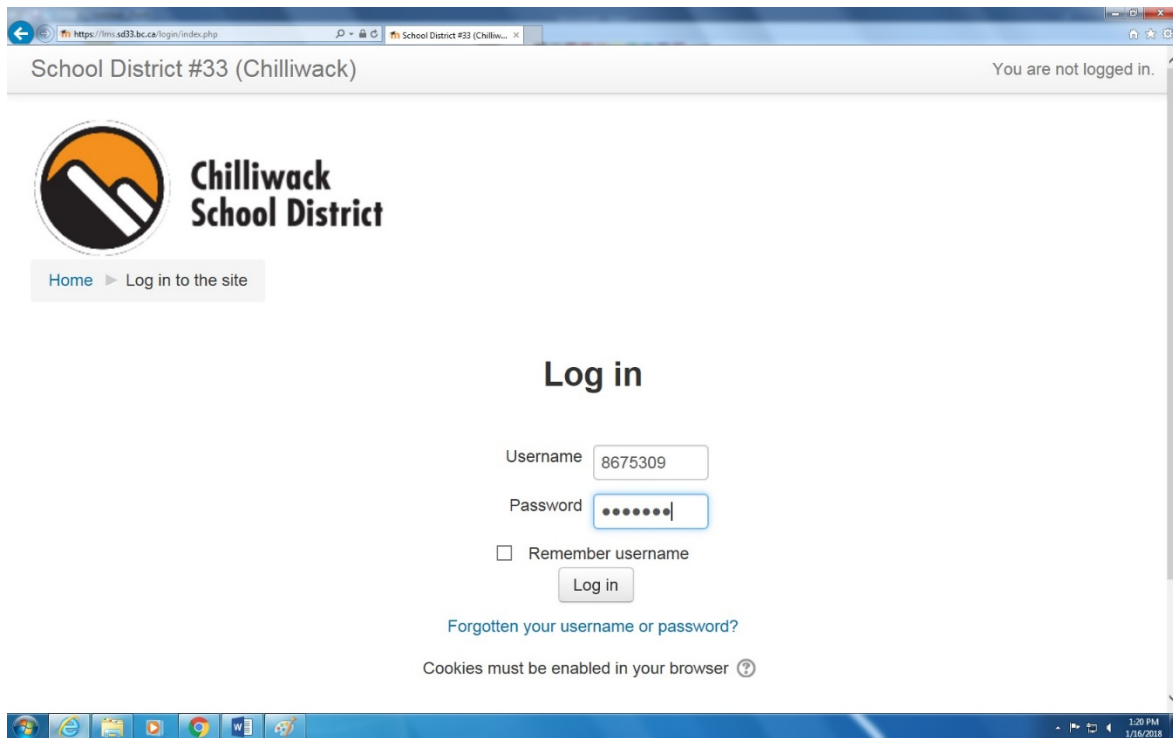 https://lms.sd33.bc.ca/login/index.php
School District #33 (Chilliw...
School District #33 (Chilliwack)
You are not logged in.
Chilliwack
School District
Home ► Log in to the site
Log in
Username 8675309
Password •••••••
Remember username
Log in
Forgotten your username or password?
Cookies must be enabled in your browser ?
1:20 PM
1/16/2018